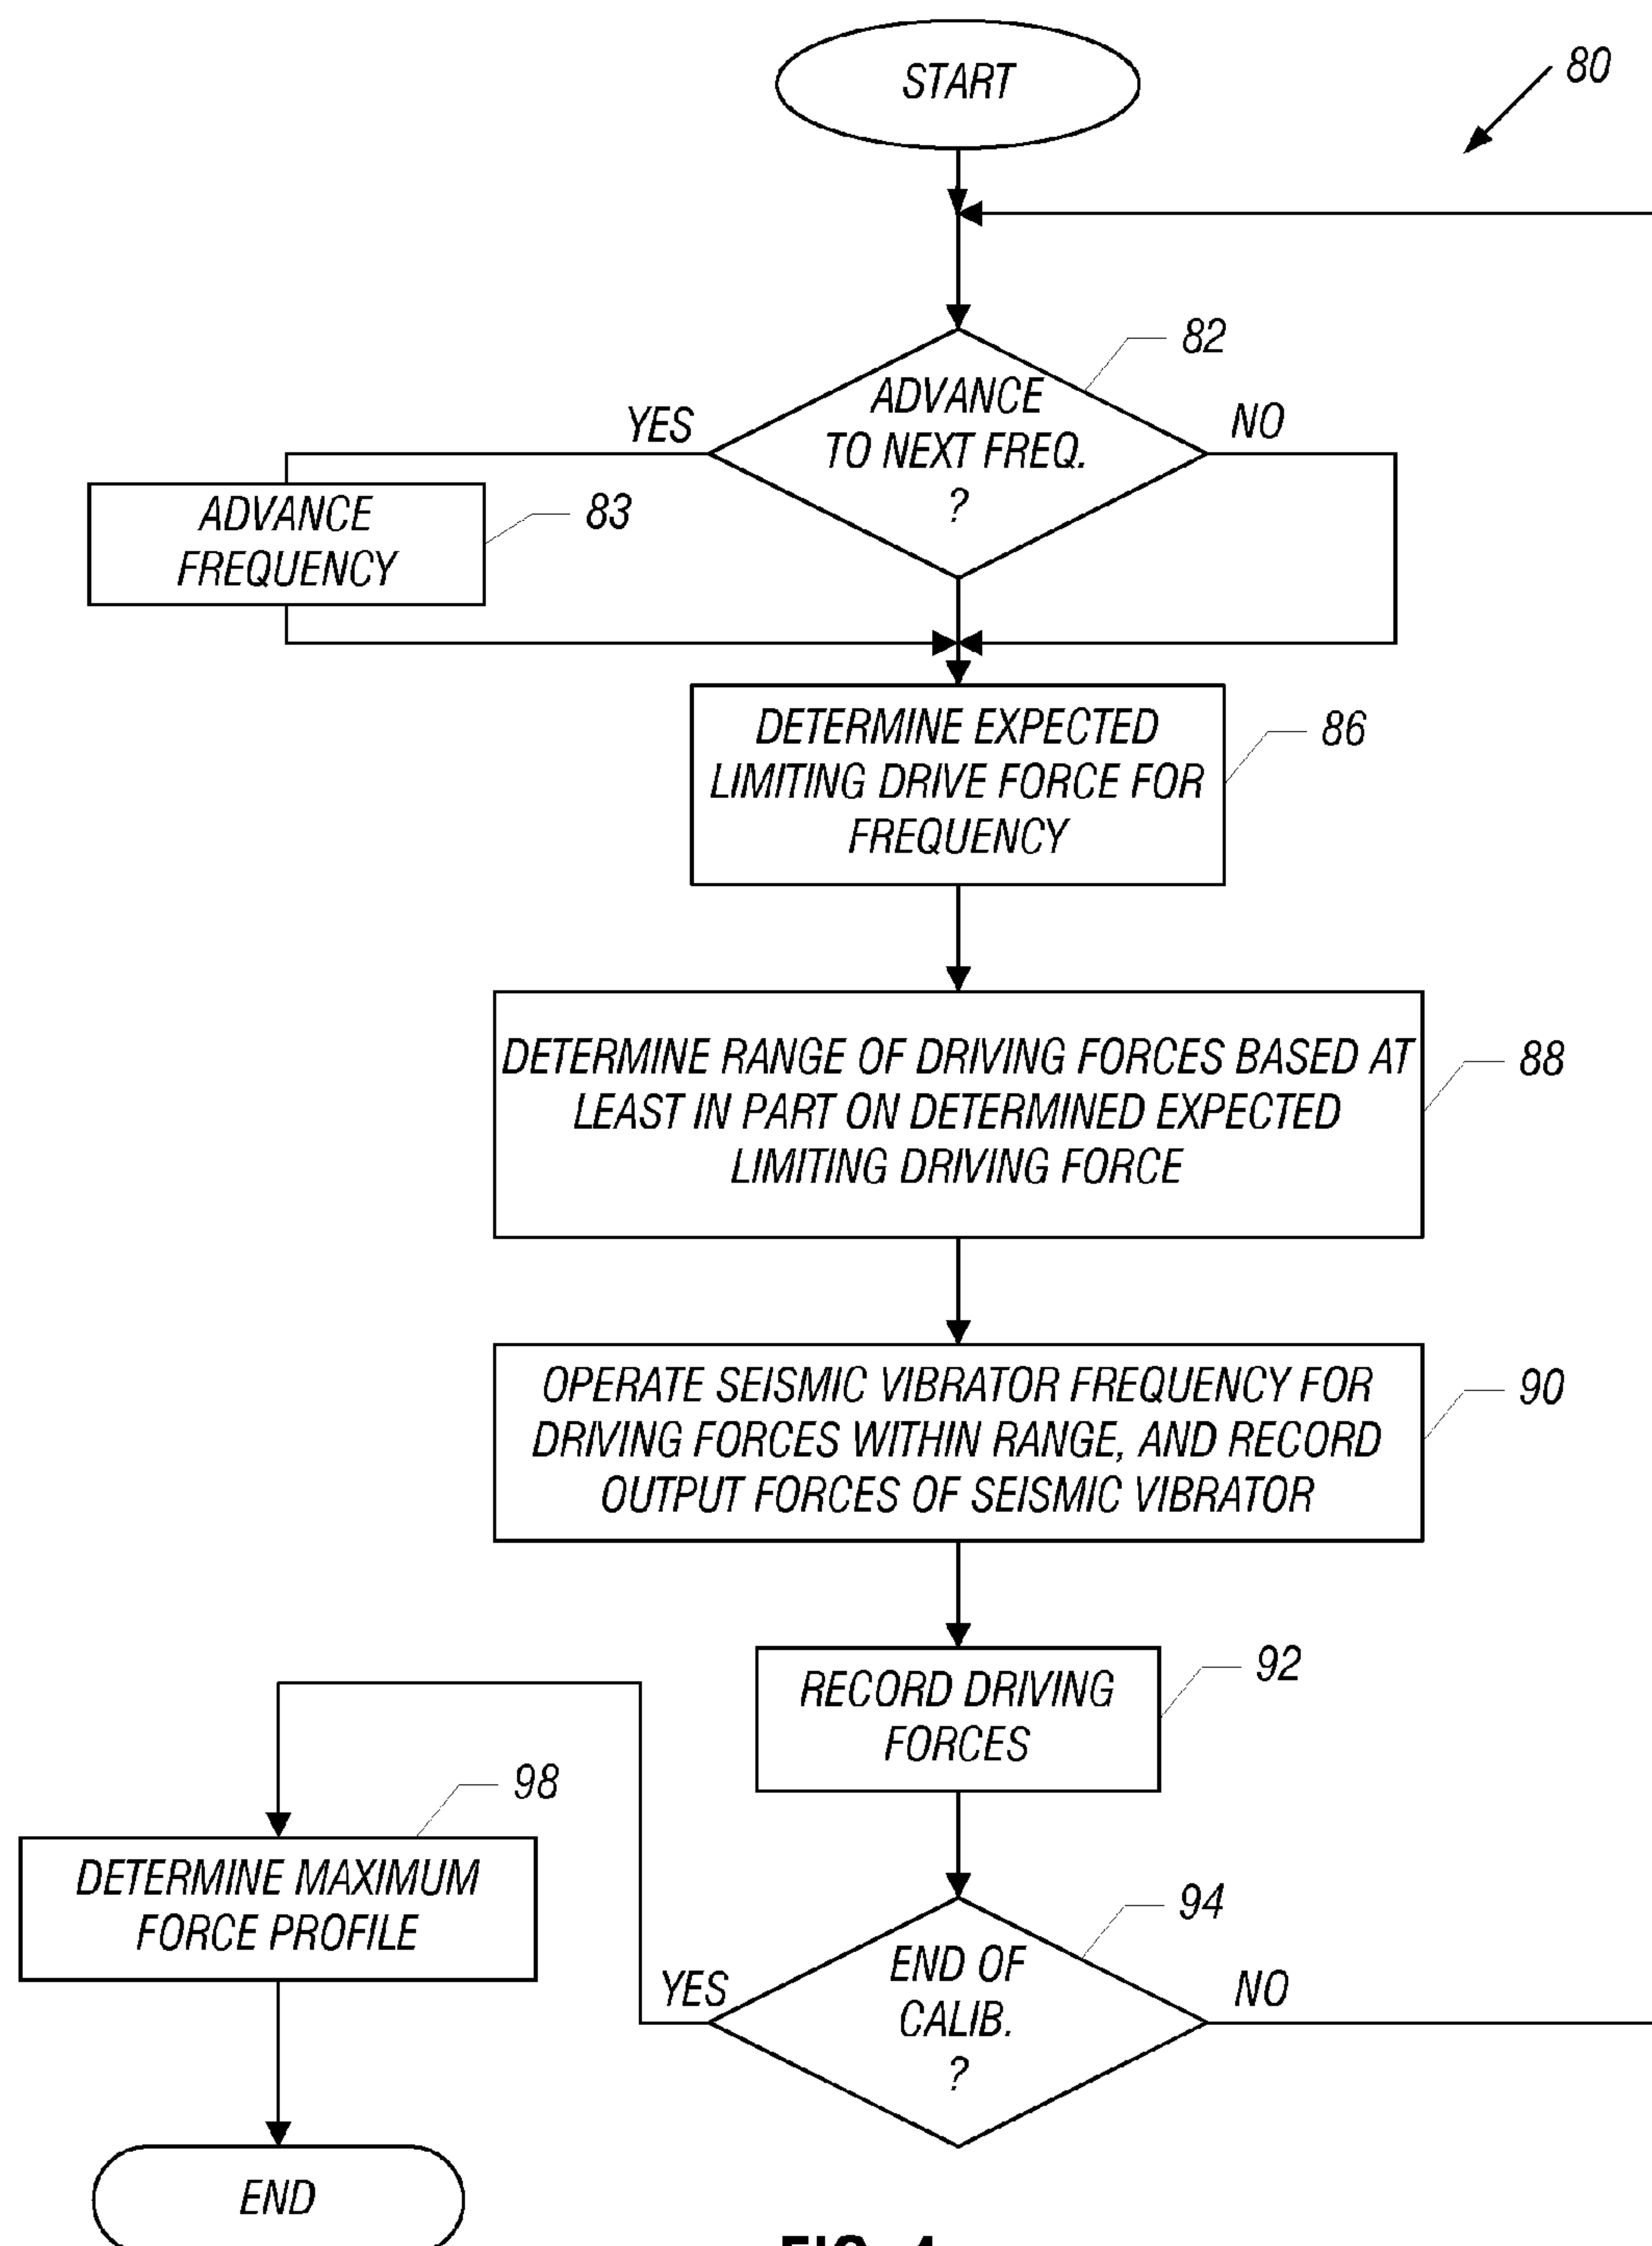 START
80
82
ADVANCE
TO NEXT FREQ.
?
YES
NO
ADVANCE
FREQUENCY
83
DETERMINE EXPECTED
LIMITING DRIVE FORCE FOR
FREQUENCY
86
DETERMINE RANGE OF DRIVING FORCES BASED AT
LEAST IN PART ON DETERMINED EXPECTED
LIMITING DRIVING FORCE
88
OPERATE SEISMIC VIBRATOR FREQUENCY FOR
DRIVING FORCES WITHIN RANGE, AND RECORD
OUTPUT FORCES OF SEISMIC VIBRATOR
90
RECORD DRIVING
FORCES
92
98
DETERMINE MAXIMUM
FORCE PROFILE
94
END OF
CALIB.
?
YES
NO
END